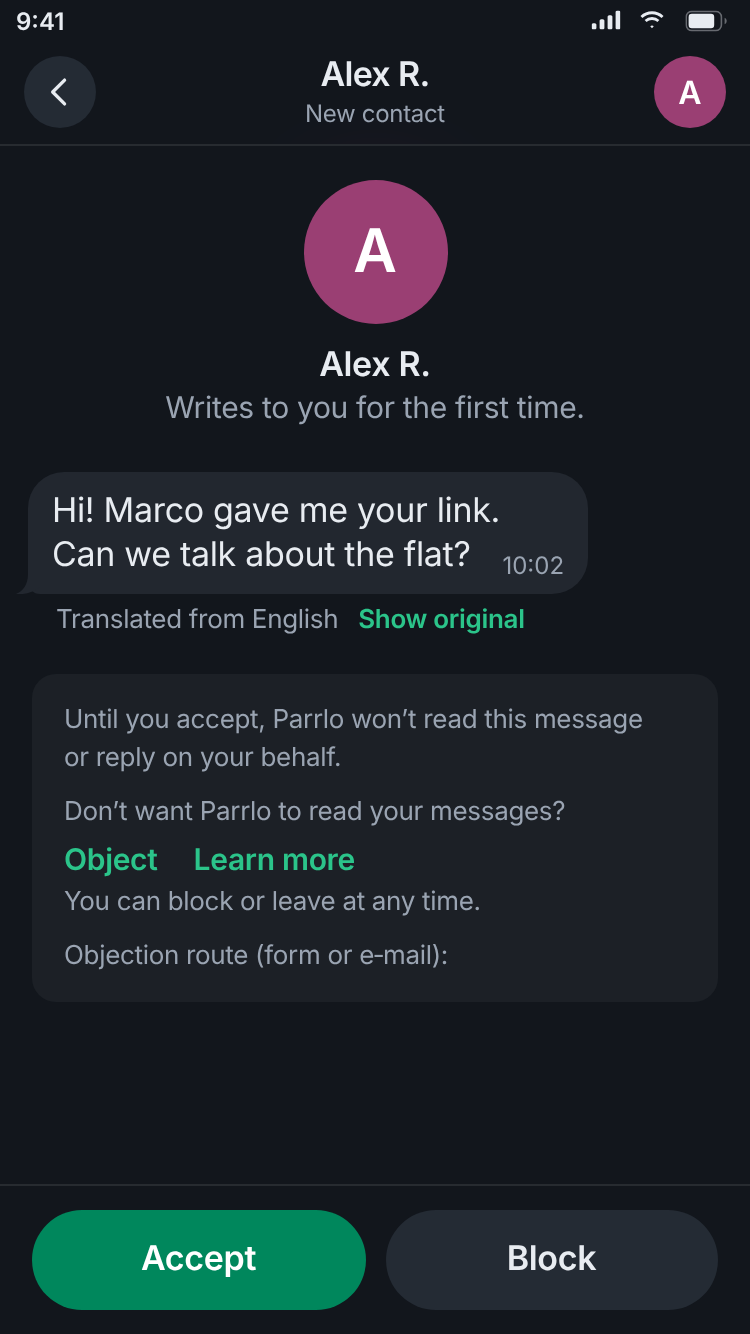 9:41
Alex R.
New contact
A
A
Alex R.
Writes to you for the first time.
Hi! Marco gave me your link.
Can we talk about the flat? 10:02
Translated from English Show original
Until you accept, Parrlo won’t read this message
or reply on your behalf.
Don’t want Parrlo to read your messages?
Object Learn more
You can block or leave at any time.
Objection route (form or e-mail):
Accept Block